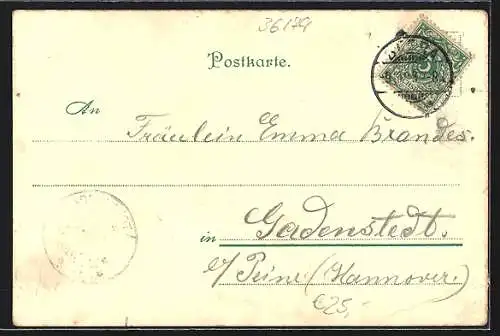 36179
Postkarte.
An
Fräulein Emma Brandes.
in Gadenstedt.
b/ Peine (Hannover.)
€25,-